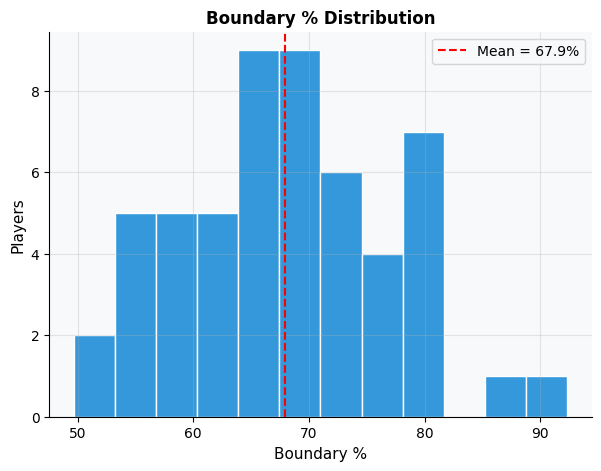 Boundary % Distribution
Mean = 67.9%
Players
8
6
4
2
0
50 60 70 80 90
Boundary %